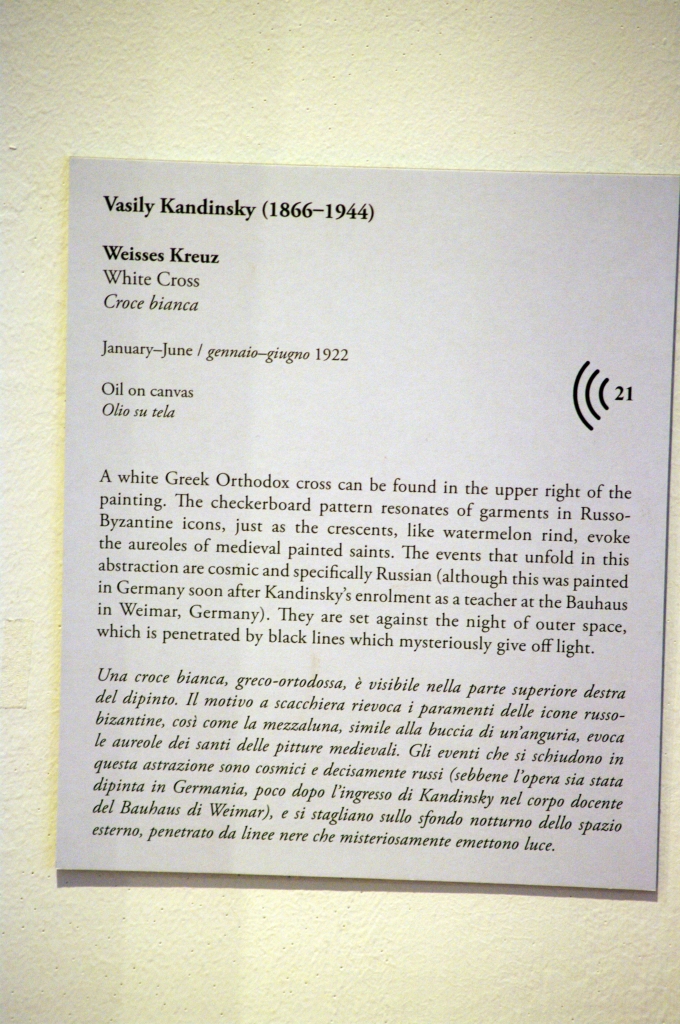 Vasily Kandinsky (1866–1944)
Weisses Kreuz
White Cross
Croce bianca
January–June / gennaio–giugno 1922
Oil on canvas
Olio su tela
21
A white Greek Orthodox cross can be found in the upper right of the
painting. The checkerboard pattern resonates of garments in Russo-
Byzantine icons, just as the crescents, like watermelon rind, evoke
the aureoles of medieval painted saints. The events that unfold in this
abstraction are cosmic and specifically Russian (although this was painted
in Germany soon after Kandinsky's enrolment as a teacher at the Bauhaus
in Weimar, Germany). They are set against the night of outer space,
which is penetrated by black lines which mysteriously give off light.
Una croce bianca, greco-ortodossa, è visibile nella parte superiore destra
del dipinto. Il motivo a scacchiera rievoca i paramenti delle icone russo-
bizantine, così come la mezzaluna, simile alla buccia di un'anguria, evoca
le aureole dei santi delle pitture medievali. Gli eventi che si schiudono in
questa astrazione sono cosmici e decisamente russi (sebbene l'opera sia stata
dipinta in Germania, poco dopo l'ingresso di Kandinsky nel corpo docente
del Bauhaus di Weimar), e si stagliano sullo sfondo notturno dello spazio
esterno, penetrato da linee nere che misteriosamente emettono luce.